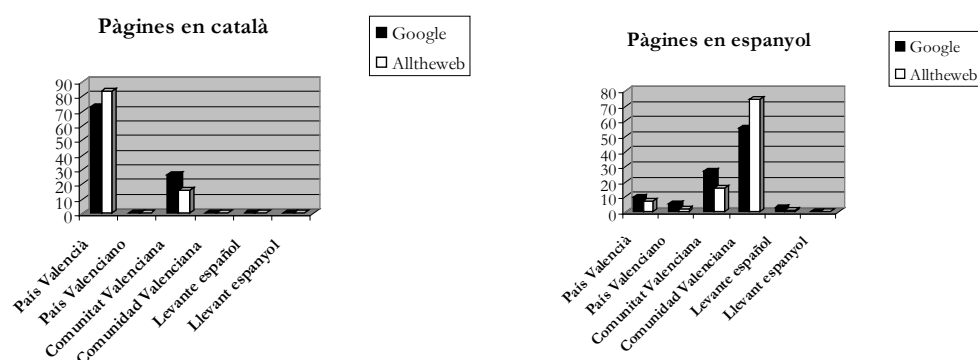 Pàgines en català
Google
Alltheweb
90
80
70
60
50
40
30
20
10
0
País Valencià
País Valenciano
Comunitat Valenciana
Comunidad Valenciana
Levante español
Llevant espanyol
Pàgines en espanyol
Google
Alltheweb
80
70
60
50
40
30
20
10
0
País Valencià
País Valenciano
Comunitat Valenciana
Comunidad Valenciana
Levante español
Llevant espanyol